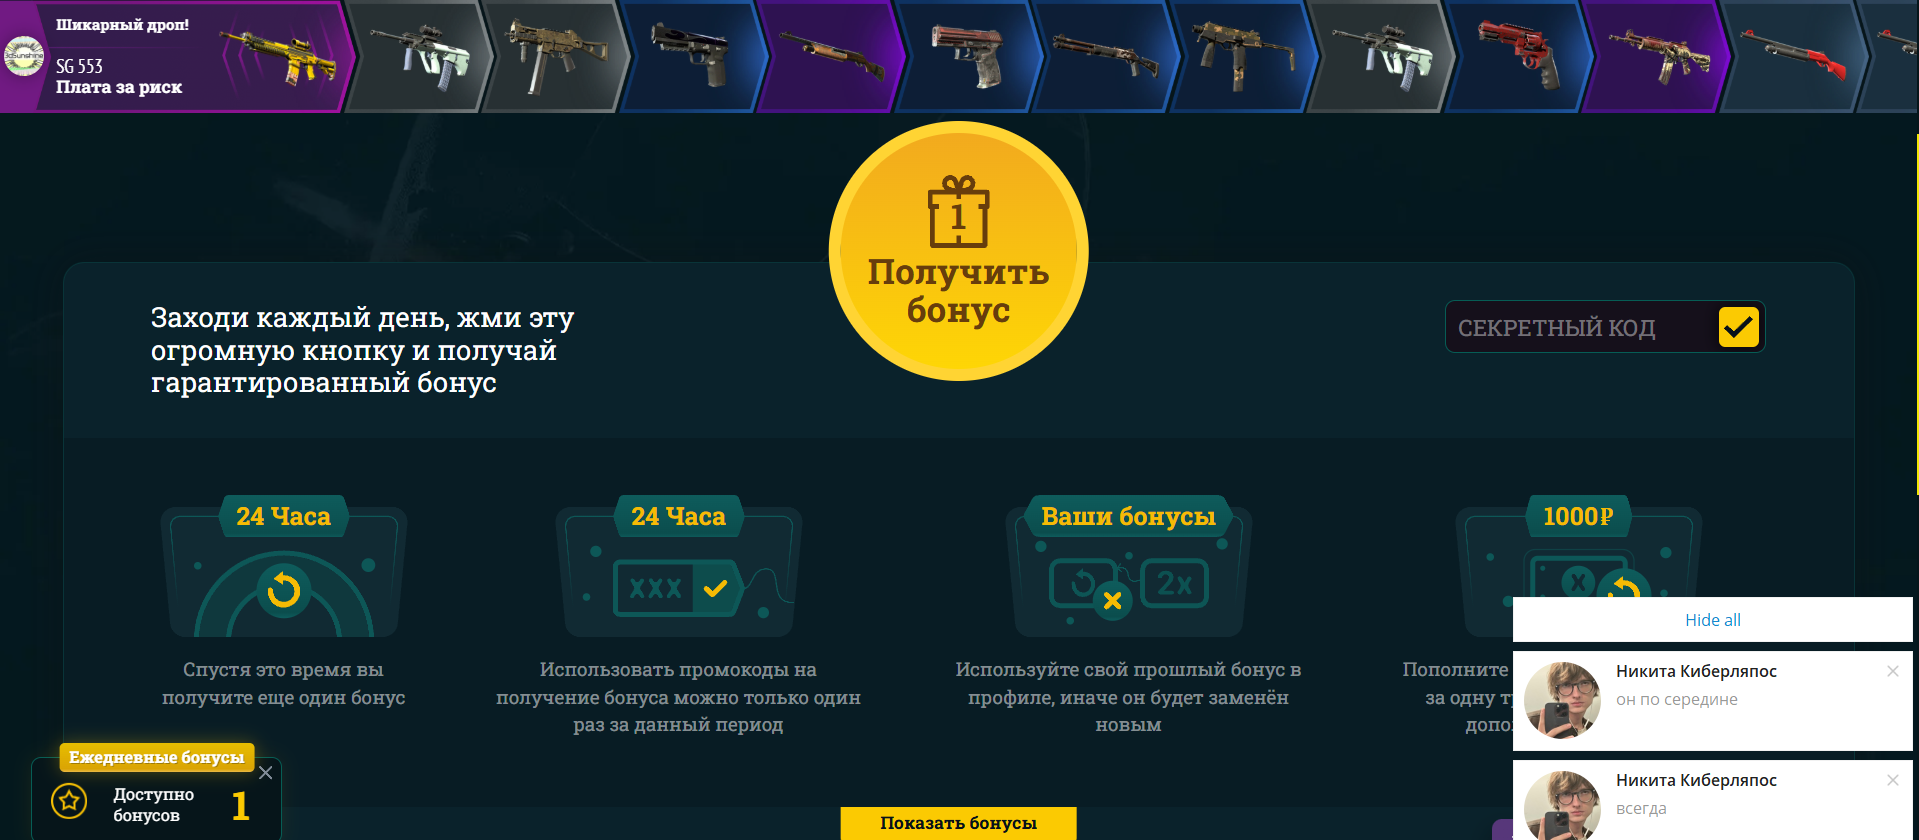 Шикарный дроп!
SG 553
Плата за риск
1
Получить
бонус
Заходи каждый день, жми эту
огромную кнопку и получай
гарантированный бонус
СЕКРЕТНЫЙ КОД
24 Часа
XXX
Спустя это время вы
получите еще один бонус
24 Часа
Использовать промокоды на
получение бонуса можно только один
раз за данный период
Ваши бонусы
2x
Используйте свой прошлый бонус в
профиле, иначе он будет заменён
новым
1000₽
X
Пополните
за одну
Hide all
Никита Киберляпос
он по середине
Никита Киберляпос
всегда
Ежедневные бонусы
Доступно
бонусов
1
Показать бонусы